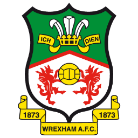 ICH DIEN
1873 1873
WREXHAM A.F.C.